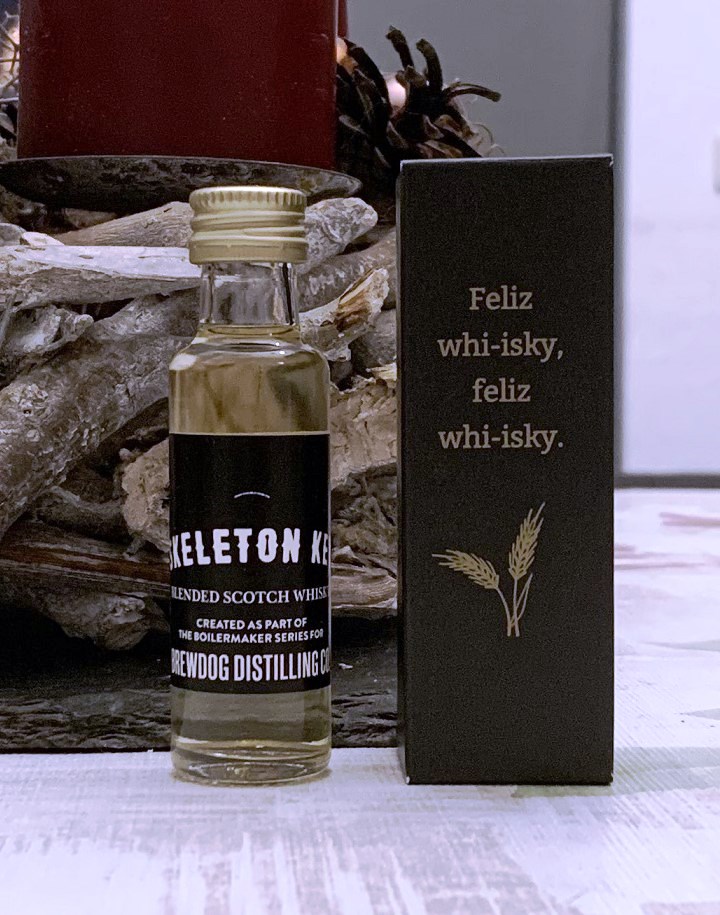 SKELETON KE
BLENDED SCOTCH WHISK
CREATED AS PART OF
THE BOILERMAKER SERIES FOR
BREWDOG DISTILLING CO
Feliz
whi-isky,
feliz
whi-isky.